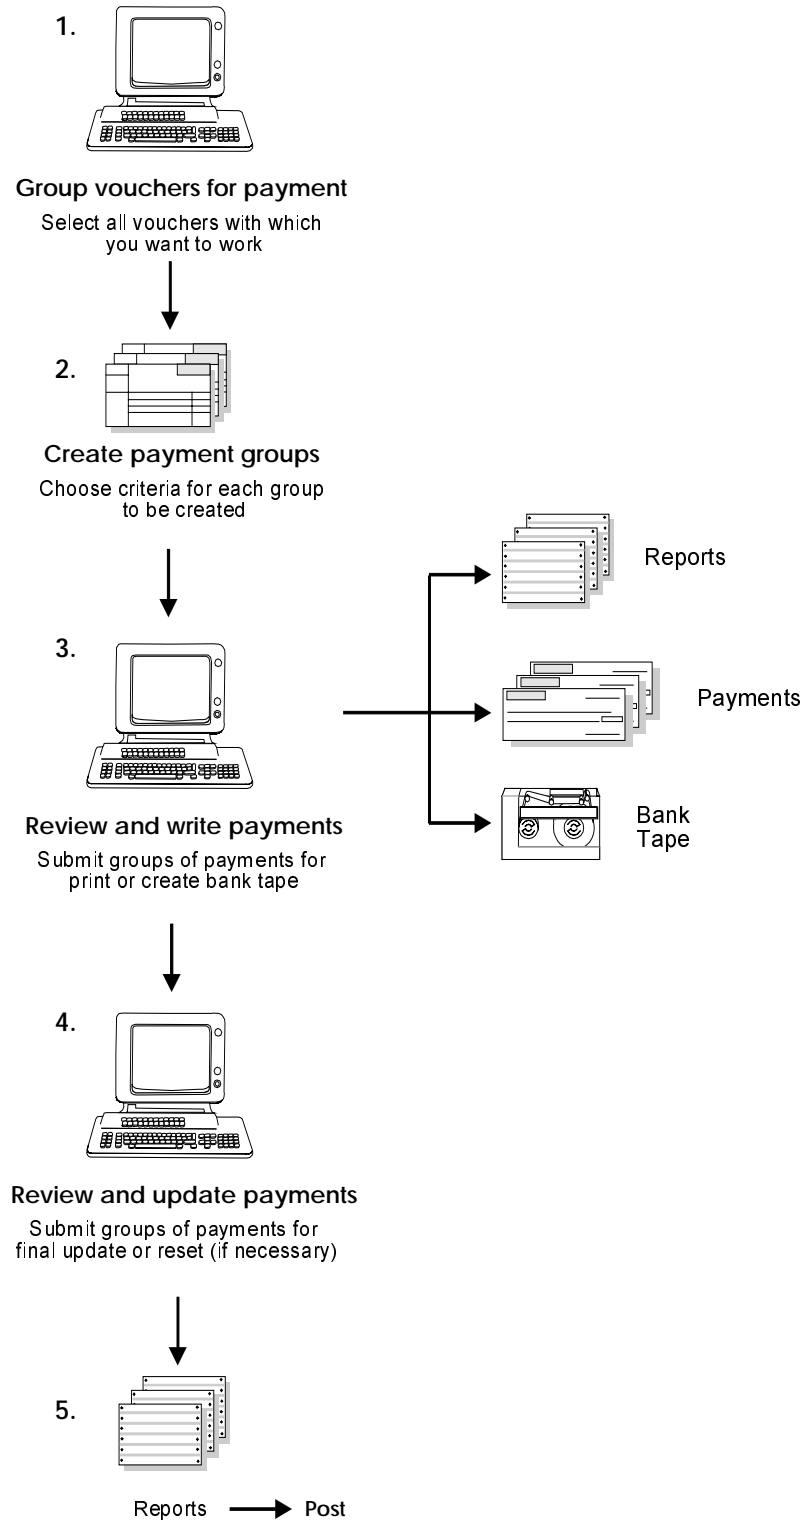 1.
Group vouchers for payment
Select all vouchers with which
you want to work
2.
Create payment groups
Choose criteria for each group
to be created
3.
Review and write payments
Submit groups of payments for
print or create bank tape
Reports
Payments
Bank
Tape
4.
Review and update payments
Submit groups of payments for
final update or reset (if necessary)
5.
Reports
Post